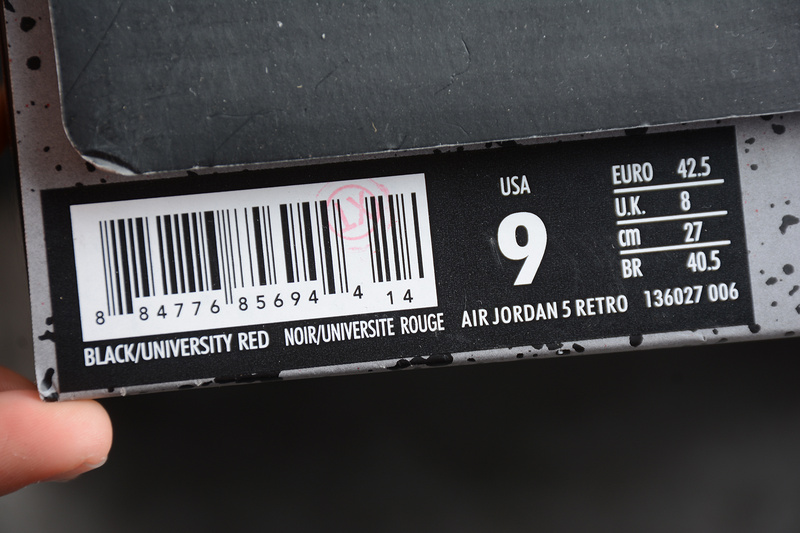 8 84776 85694 4 14
BLACK/UNIVERSITY RED NOIR/UNIVERSITE ROUGE
USA
9
AIR JORDAN 5 RETRO 136027 006
EURO 42.5
U.K. 8
cm 27
BR 40.5